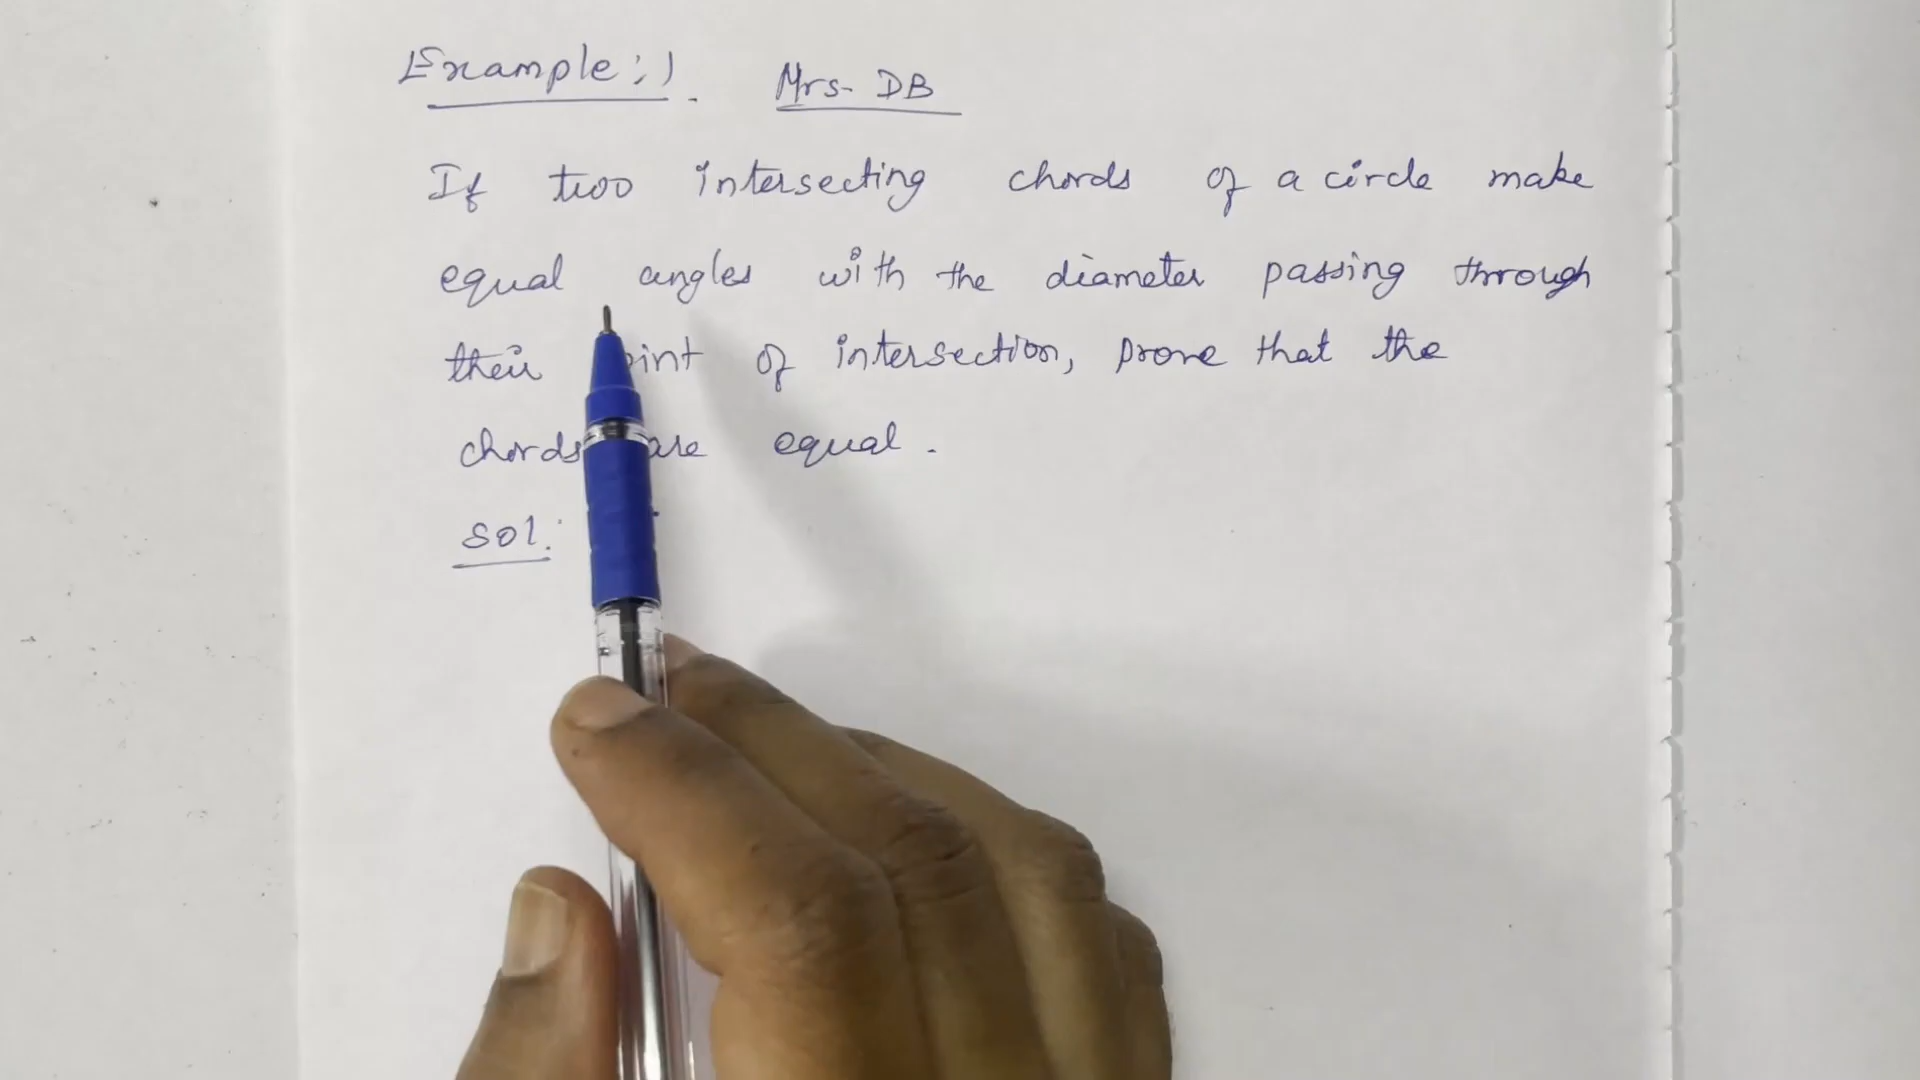 Example:1. Mrs- DB
If two intersecting chords of a circle make
equal angles with the diameter passing through
their point of intersection, prove that the
chords are equal.
Sol: